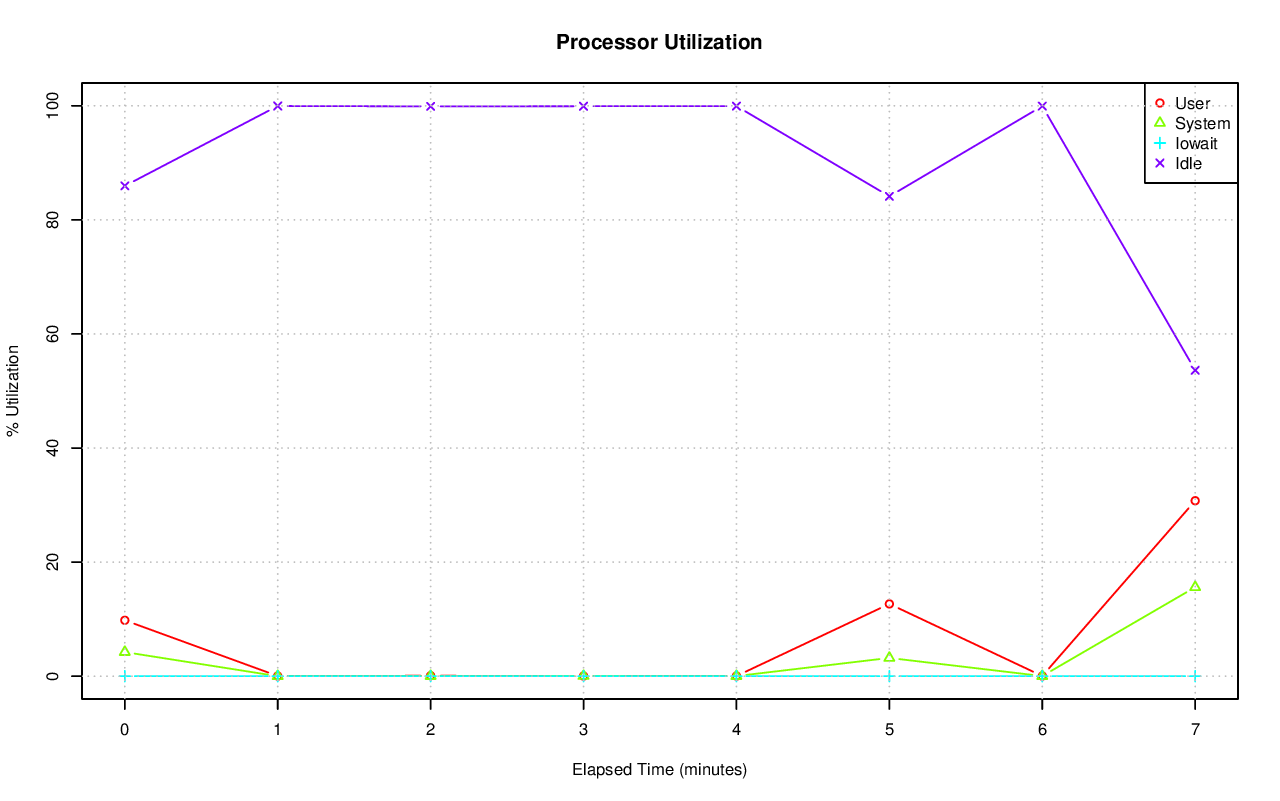 Processor Utilization
User
System
Iowait
Idle
% Utilization
100
80
60
40
20
0
0 1 2 3 4 5 6 7
Elapsed Time (minutes)